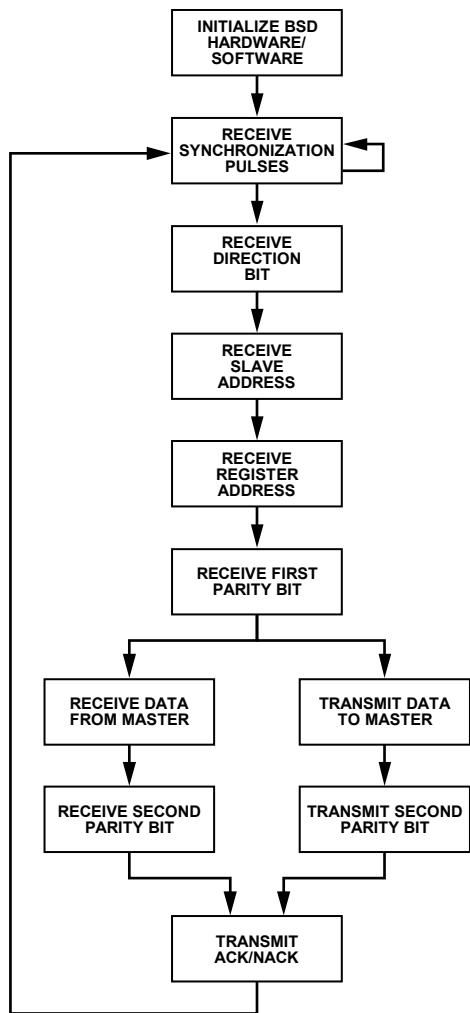 INITIALIZE BSD
HARDWARE/
SOFTWARE
RECEIVE
SYNCHRONIZATION
PULSES
RECEIVE
DIRECTION
BIT
RECEIVE
SLAVE
ADDRESS
RECEIVE
REGISTER
ADDRESS
RECEIVE FIRST
PARITY BIT
RECEIVE DATA
FROM MASTER
TRANSMIT DATA
TO MASTER
RECEIVE SECOND
PARITY BIT
TRANSMIT SECOND
PARITY BIT
TRANSMIT
ACK/NACK